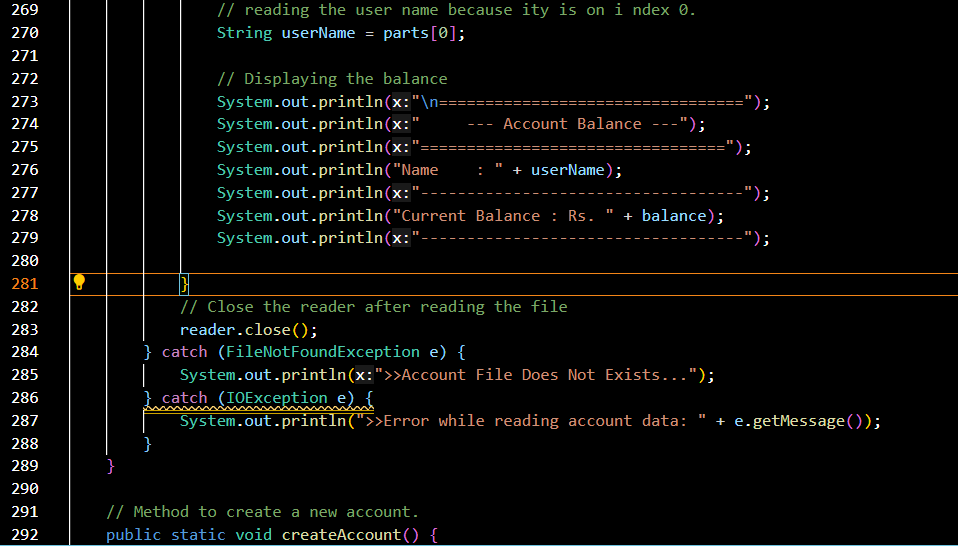 269 // reading the user name because ity is on i ndex 0.
270 String userName = parts[0];
271
272 // Displaying the balance
273 System.out.println(x:"\n=================================");
274 System.out.println(x:"     --- Account Balance ---");
275 System.out.println(x:"=================================");
276 System.out.println("Name    : " + userName);
277 System.out.println(x:"-----------------------------------");
278 System.out.println("Current Balance : Rs. " + balance);
279 System.out.println(x:"-----------------------------------");
280
281 }
282 // Close the reader after reading the file
283 reader.close();
284 } catch (FileNotFoundException e) {
285 System.out.println(x:">>Account File Does Not Exists...");
286 } catch (IOException e) {
287 System.out.println(">>Error while reading account data: " + e.getMessage());
288 }
289 }
290
291 // Method to create a new account.
292 public static void createAccount() {